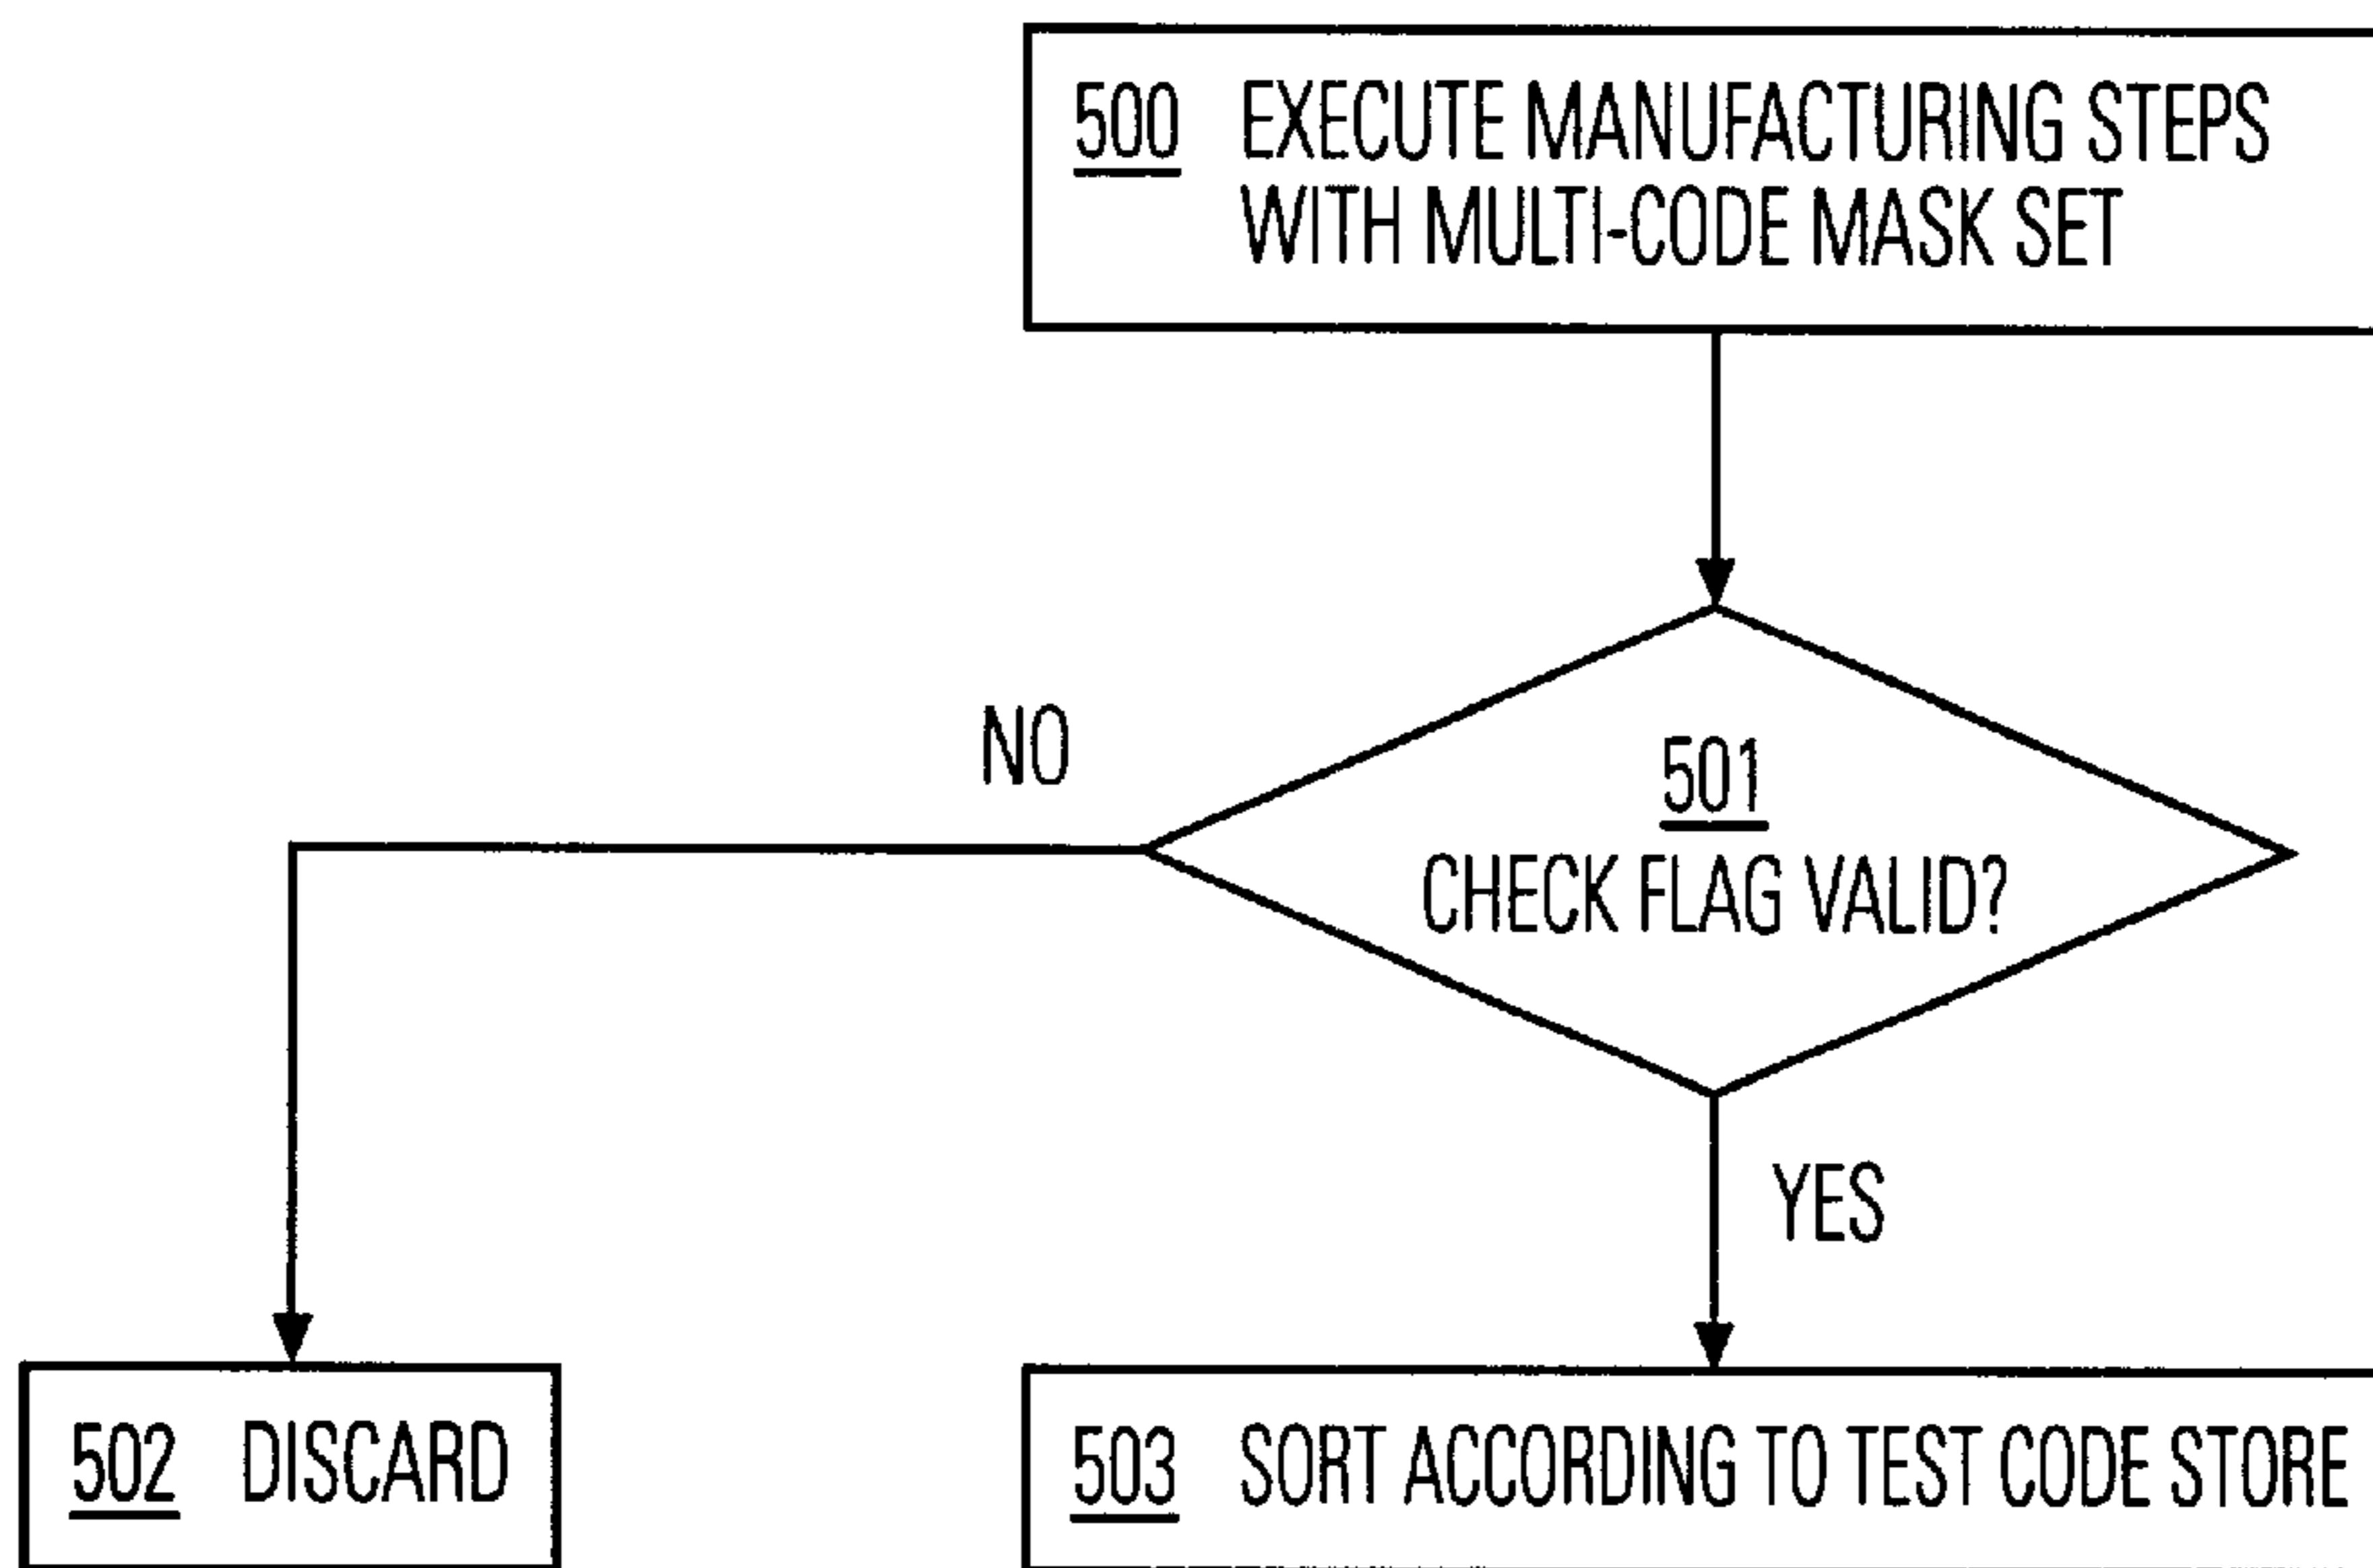 500 EXECUTE MANUFACTURING STEPS
WITH MULTI-CODE MASK SET
NO
501
CHECK FLAG VALID?
YES
502 DISCARD
503 SORT ACCORDING TO TEST CODE STORE